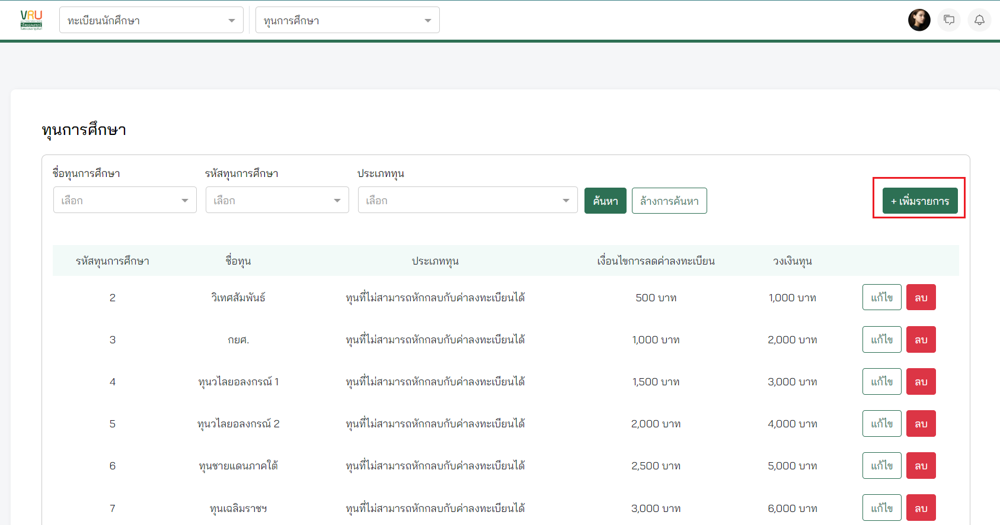 VRU
ทะเบียนนักศึกษา
ทุนการศึกษา
ทุนการศึกษา
ชื่อทุนการศึกษา รหัสทุนการศึกษา ประเภททุน
เลือก เลือก เลือก ค้นหา ล้างการค้นหา + เพิ่มรายการ
รหัสทุนการศึกษา ชื่อทุน ประเภททุน เงื่อนไขการลดค่าลงทะเบียน วงเงินทุน
2 วิเทศสัมพันธ์ ทุนที่ไม่สามารถหักกลบกับค่าลงทะเบียนได้ 500 บาท 1,000 บาท แก้ไข ลบ
3 กยศ. ทุนที่ไม่สามารถหักกลบกับค่าลงทะเบียนได้ 1,000 บาท 2,000 บาท แก้ไข ลบ
4 ทุนวไลยอลงกรณ์ 1 ทุนที่ไม่สามารถหักกลบกับค่าลงทะเบียนได้ 1,500 บาท 3,000 บาท แก้ไข ลบ
5 ทุนวไลยอลงกรณ์ 2 ทุนที่ไม่สามารถหักกลบกับค่าลงทะเบียนได้ 2,000 บาท 4,000 บาท แก้ไข ลบ
6 ทุนชายแดนภาคใต้ ทุนที่ไม่สามารถหักกลบกับค่าลงทะเบียนได้ 2,500 บาท 5,000 บาท แก้ไข ลบ
7 ทุนเฉลิมราชฯ ทุนที่ไม่สามารถหักกลบกับค่าลงทะเบียนได้ 3,000 บาท 6,000 บาท แก้ไข ลบ